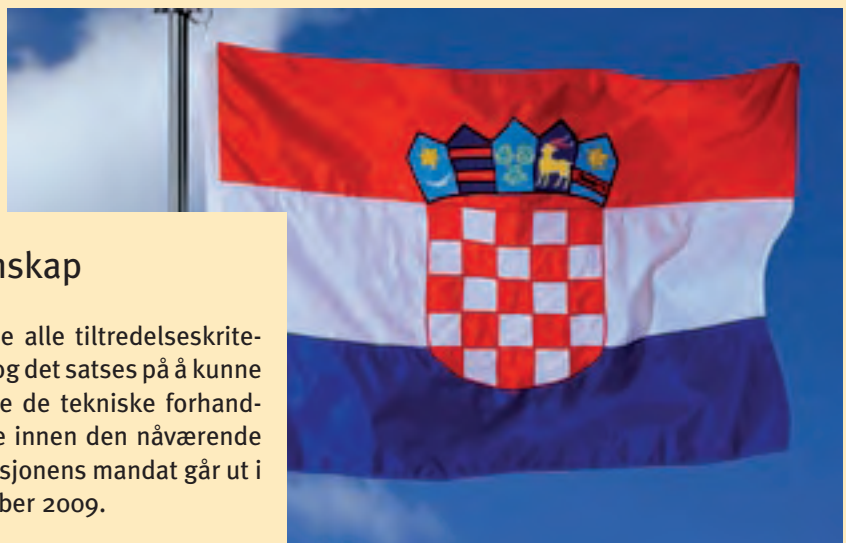 nskap
e alle tiltredelseskrite-
og det satses på å kunne
e de tekniske forhand-
e innen den nåværende
sjonens mandat går ut i
ber 2009.